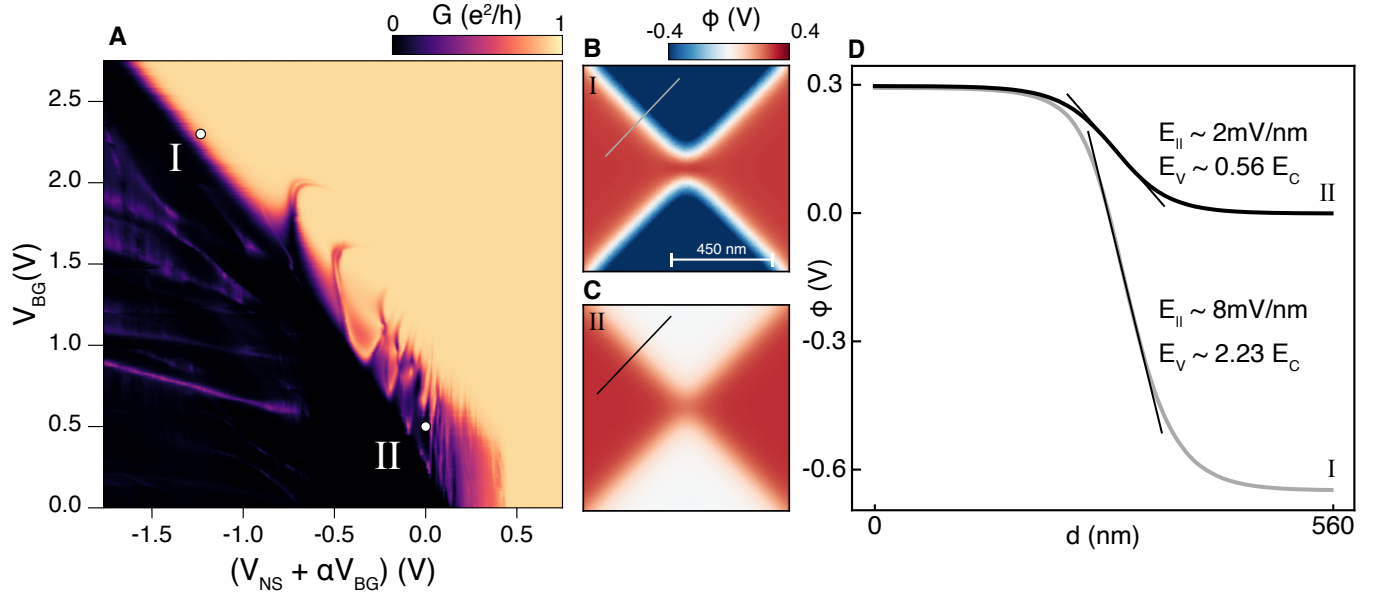 A
G (e²/h)
0 1
V_BG(V)
2.5
2.0
1.5
1.0
0.5
0.0
I
II
-1.5 -1.0 -0.5 0.0 0.5
(V_NS + αV_BG) (V)
B
ϕ (V)
-0.4 0.4
I
450 nm
C
II
D
ϕ (V)
0.3
0.0
-0.3
-0.6
E_II ~ 2mV/nm
E_V ~ 0.56 E_C
II
E_II ~ 8mV/nm
E_V ~ 2.23 E_C
I
0 560
d (nm)